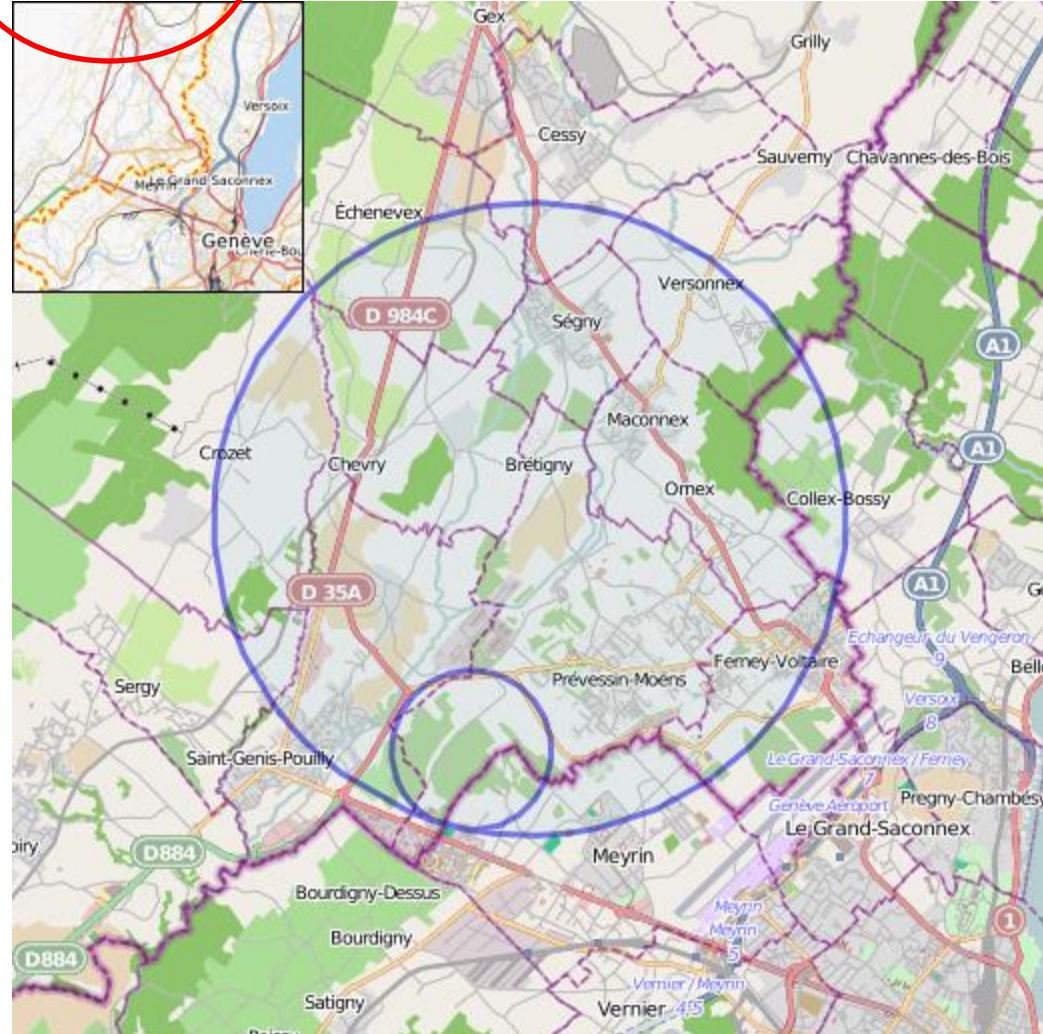 Gex
Grilly
Versoix
Cessy
Sauverny
Chavannes-des-Bois
Meyrin
Le Grand Saconnex
Échenevex
Genève
Versonnex
D 984C
Ségny
A1
Maconnex
A1
Crozet
Chevry
Brétigny
Ornex
Collex-Bossy
A1
D 35A
Echangeur du Vengeron
9
Ferney-Voltaire
Sergy
Prévessin-Moëns
Versoix
8
Saint-Genis-Pouilly
Le Grand-Saconnex / Ferney
7
Genève Aéroport
Pregny-Chambésy
Le Grand-Saconnex
D884
Meyrin
Bourdigny-Dessus
Meyrin
1
Bourdigny
Meyrin
5
D884
Vernier / Meyrin
Satigny
Vernier
4,5